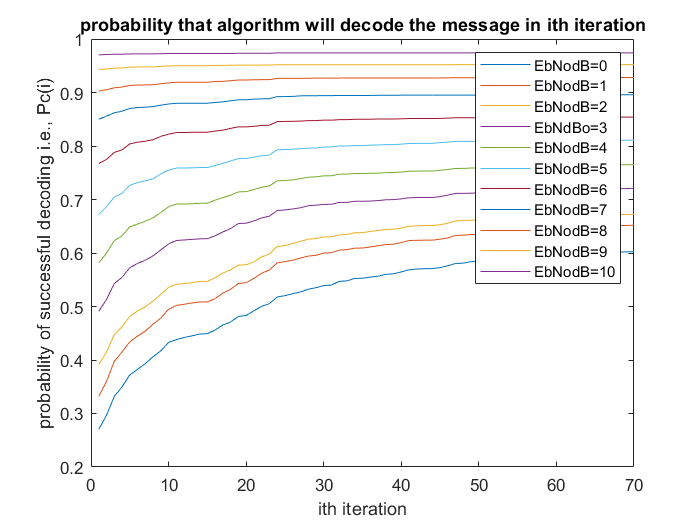 probability that algorithm will decode the message in ith iteration
probability of successful decoding i.e., Pc(i)
1
0.9
0.8
0.7
0.6
0.5
0.4
0.3
0.2
EbNodB=0
EbNodB=1
EbNodB=2
EbNdBo=3
EbNodB=4
EbNodB=5
EbNodB=6
EbNodB=7
EbNodB=8
EbNodB=9
EbNodB=10
0 10 20 30 40 50 60 70
ith iteration